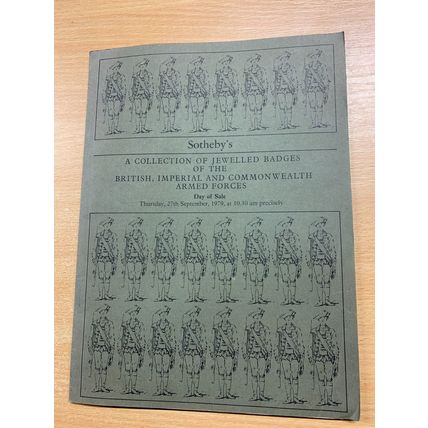 Sotheby's
A COLLECTION OF JEWELLED BADGES
OF THE
BRITISH, IMPERIAL AND COMMONWEALTH
ARMED FORCES
Day of Sale
Thursday, 27th September, 1979, at 10.30 am precisely